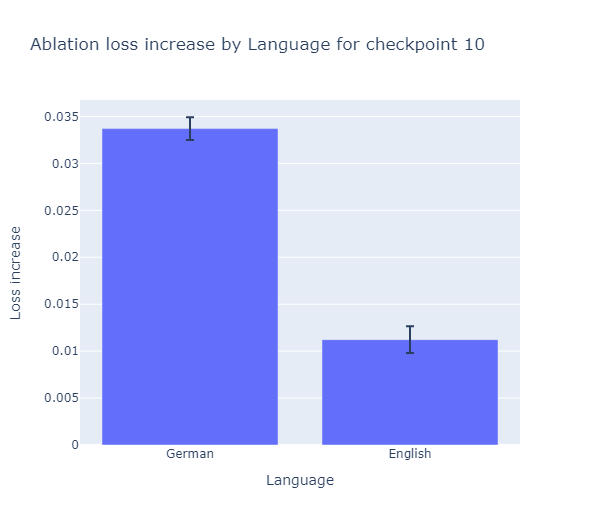 Ablation loss increase by Language for checkpoint 10
0.035
0.03
0.025
0.02
0.015
0.01
0.005
0
Loss increase
German English
Language